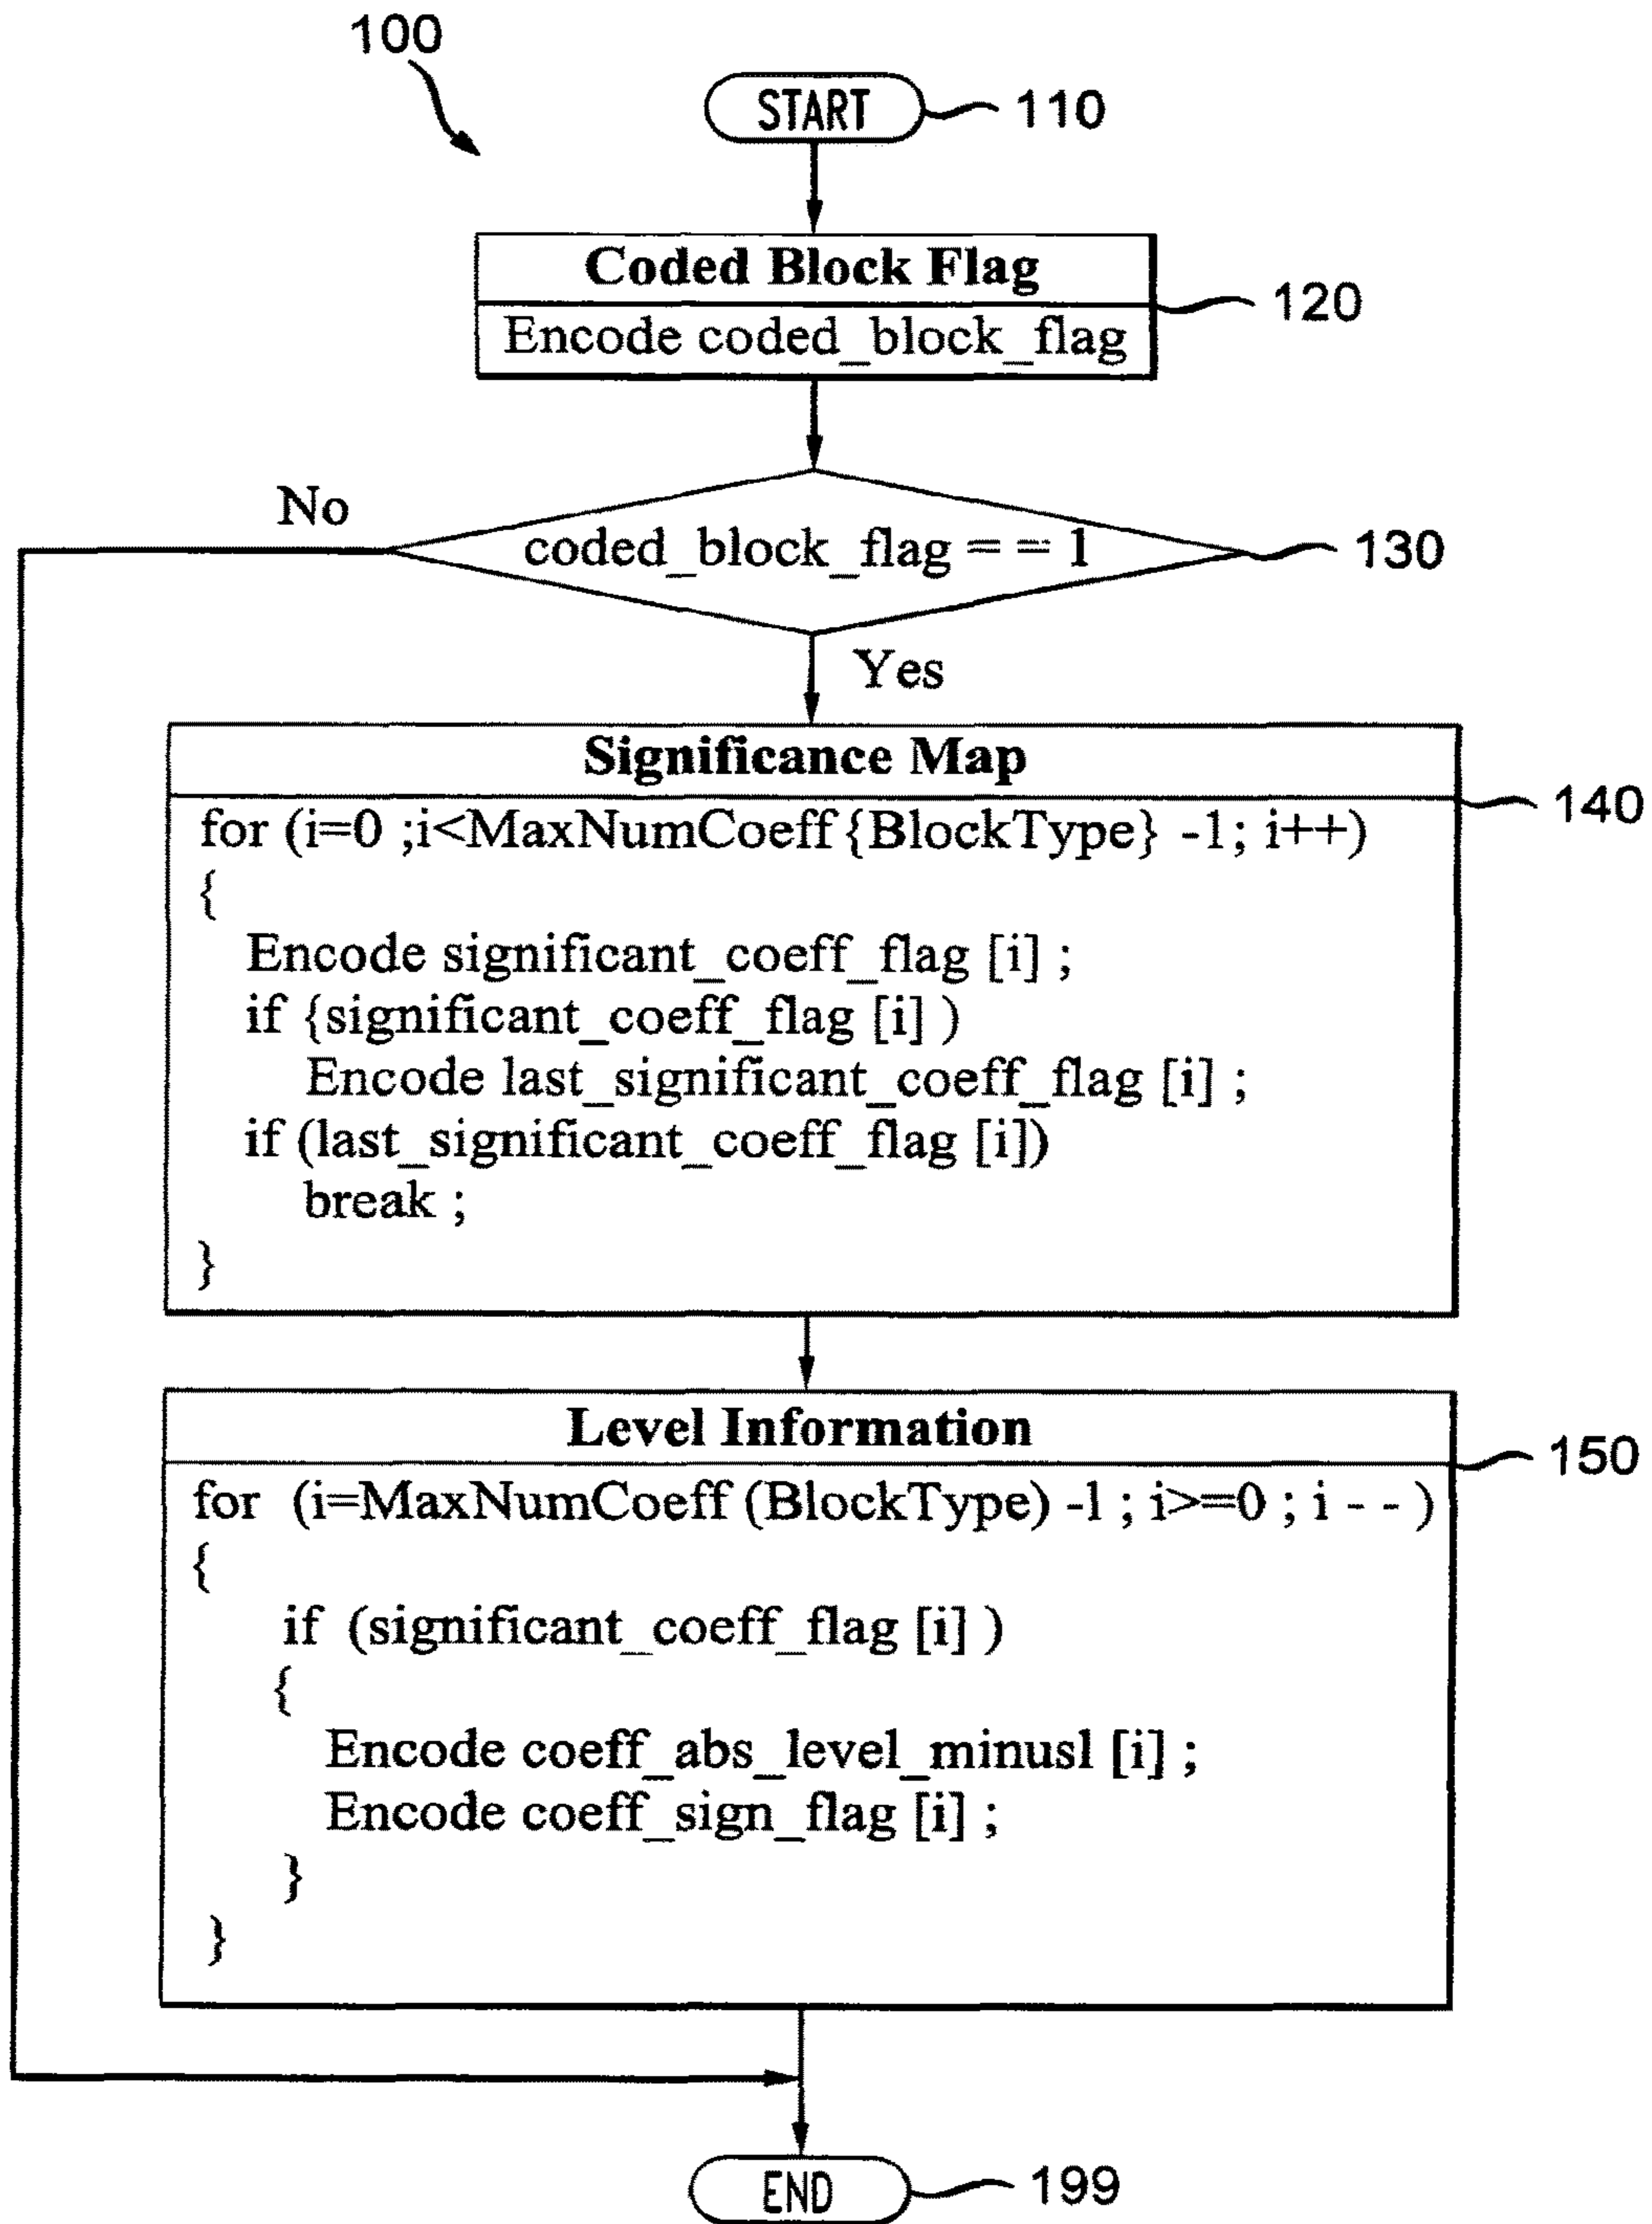 100
START
110
Coded Block Flag
120
Encode coded_block_flag
No
coded_block_flag = = 1
130
Yes
Significance Map
140
for (i=0 ;i<MaxNumCoeff{BlockType} -1; i++)
{
Encode significant_coeff_flag [i] ;
if {significant_coeff_flag [i] )
Encode last_significant_coeff_flag [i] ;
if (last_significant_coeff_flag [i])
break ;
}
Level Information
150
for (i=MaxNumCoeff (BlockType) -1 ; i>=0 ; i - - )
{
if (significant_coeff_flag [i] )
{
Encode coeff_abs_level_minusl [i] ;
Encode coeff_sign_flag [i] ;
}
}
END
199